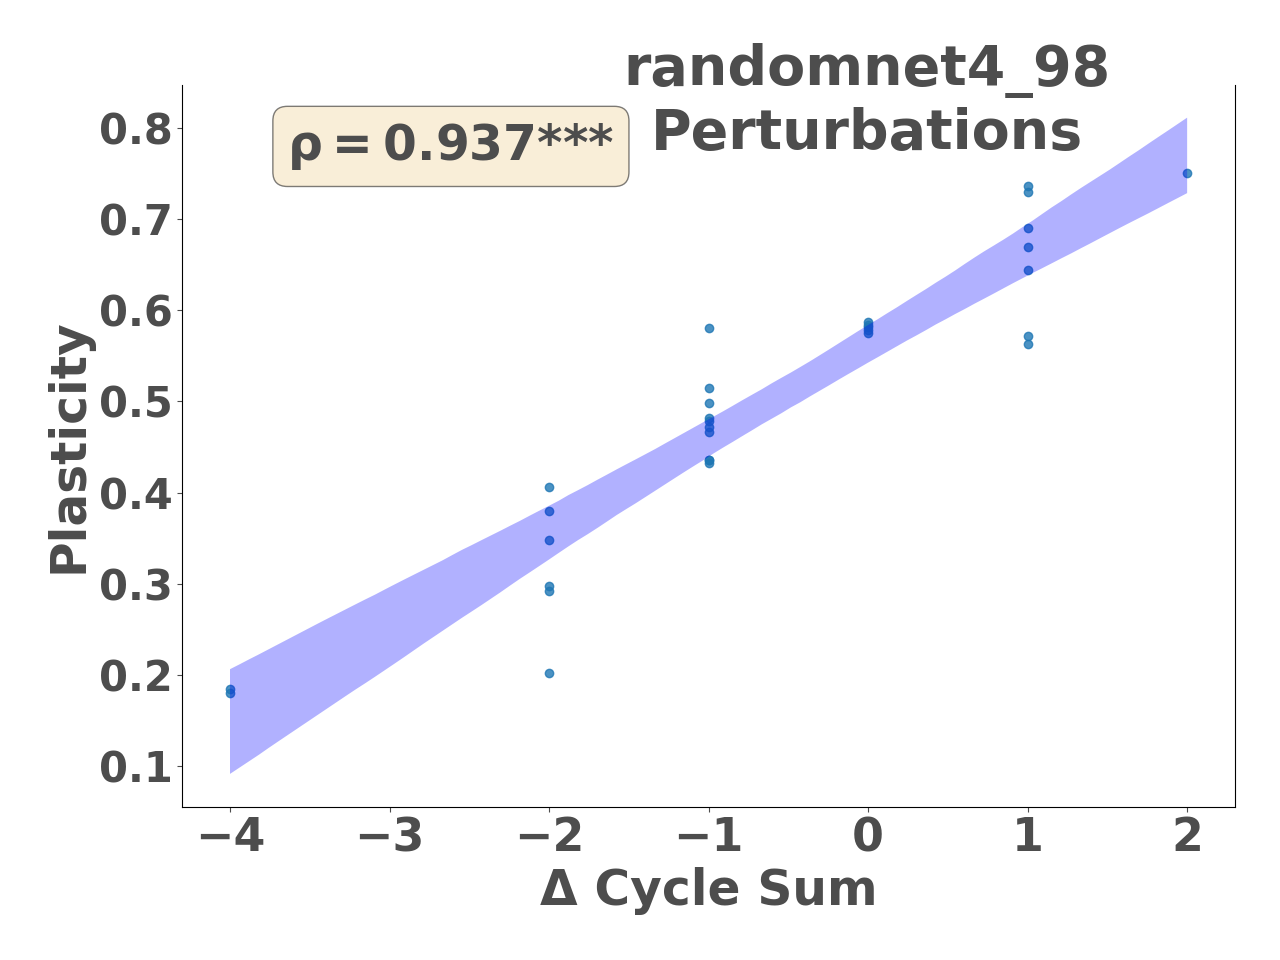 randomnet4_98
Perturbations
ρ = 0.937***
0.8
0.7
0.6
0.5
0.4
0.3
0.2
0.1
Plasticity
−4 −3 −2 −1 0 1 2
Δ Cycle Sum